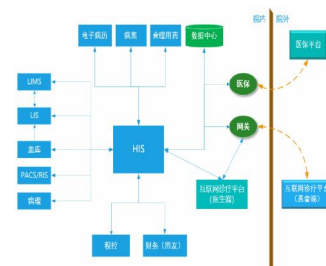 院内 院外
电子病历 病案 合理用药 数据中心
医保平台
LIMS
医保
LIS
网关
HIS
血库
PACS/RIS
互联网诊疗平台
(医生端)
互联网诊疗平台
(患者端)
病理
税控 财务(用友)